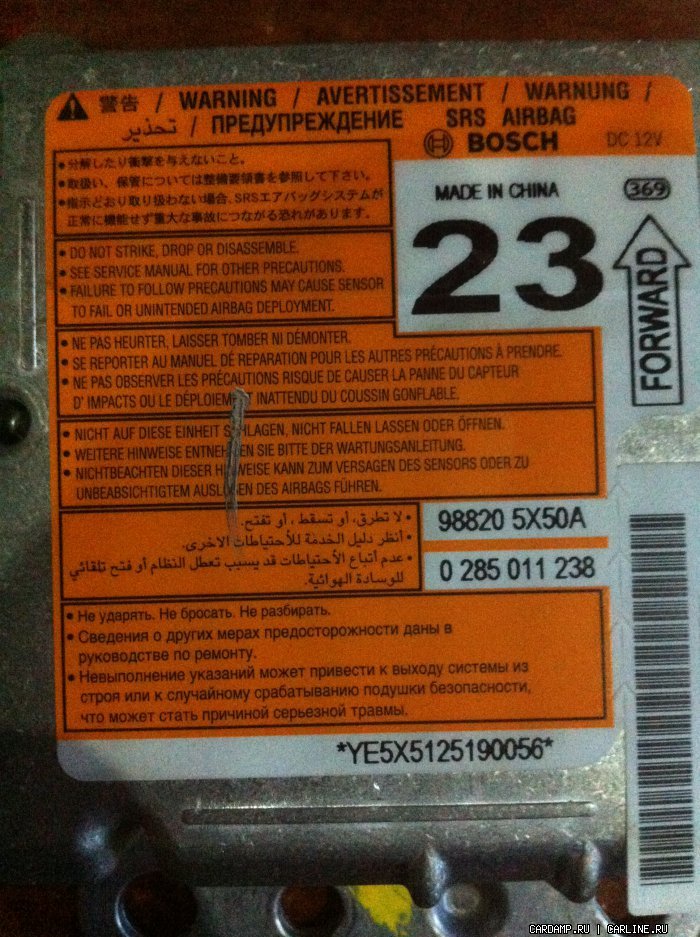 警告 / WARNING / AVERTISSEMENT / WARNUNG /
تحذير / ПРЕДУПРЕЖДЕНИЕ SRS AIRBAG
BOSCH DC 12V
•分解したり衝撃を与えないこと。
•取扱い、保管については整備要領書を参照して下さい。
•指示どおり取り扱わない場合、SRSエアバッグシステムが
正常に機能せず重大な事故につながる恐れがあります。
MADE IN CHINA
369
23
FORWARD
• DO NOT STRIKE, DROP OR DISASSEMBLE.
• SEE SERVICE MANUAL FOR OTHER PRECAUTIONS.
• FAILURE TO FOLLOW PRECAUTIONS MAY CAUSE SENSOR
TO FAIL OR UNINTENDED AIRBAG DEPLOYMENT.
• NE PAS HEURTER, LAISSER TOMBER NI DÉMONTER.
• SE REPORTER AU MANUEL DÉ REPARATION POUR LES AUTRES PRÉCAUTIONS À PRENDRE.
• NE PAS OBSERVER LES PRÉCAUTIONS RISQUE DE CAUSER LA PANNE DU CAPTEUR
D' IMPACTS OU LE DÉPLOIEMENT INATTENDU DU COUSSIN GONFLABLE.
• NICHT AUF DIESE EINHEIT SCHLAGEN, NICHT FALLEN LASSEN ODER ÖFFNEN.
• WEITERE HINWEISE ENTNEHMEN SIE BITTE DER WARTUNGSANLEITUNG.
• NICHTBEACHTEN DIESER HINWEISE KANN ZUM VERSAGEN DES SENSORS ODER ZU
UNBEABSICHTIGTEM AUSLÖSEN DES AIRBAGS FÜHREN.
• لا تطرق، أو تسقط ، أو تفتح.
• أنظر دليل الخدمة للأحتياطات الاخرى.
• عدم أتباع الأحتياطات قد يسبب تعطل النظام أو فتح تلقائي
للوسادة الهوائية.
98820 5X50A
0 285 011 238
• Не ударять. Не бросать. Не разбирать.
• Сведения о других мерах предосторожности даны в
руководстве по ремонту.
• Невыполнение указаний может привести к выходу системы из
строя или к случайному срабатыванию подушки безопасности,
что может стать причиной серьезной травмы.
*YE5X5125190056*
CARDAMP.RU | CARLINE.RU